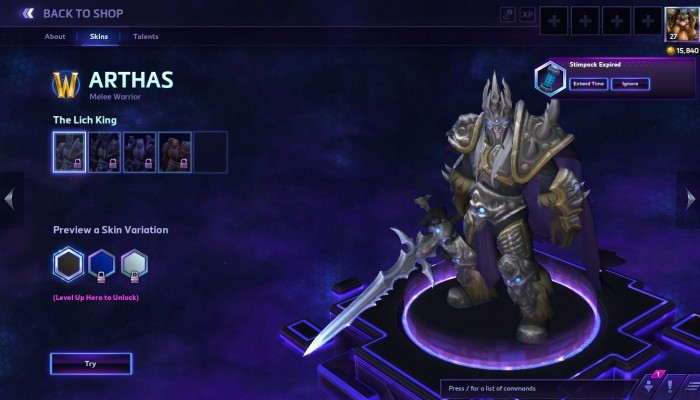 BACK TO SHOP
XP
27
15,840
About
Skins
Talents
Stimpack Expired
Extend Time
Ignore
W
ARTHAS
Melee Warrior
The Lich King
Preview a Skin Variation
(Level Up Hero to Unlock)
Try
Press / for a list of commands
1